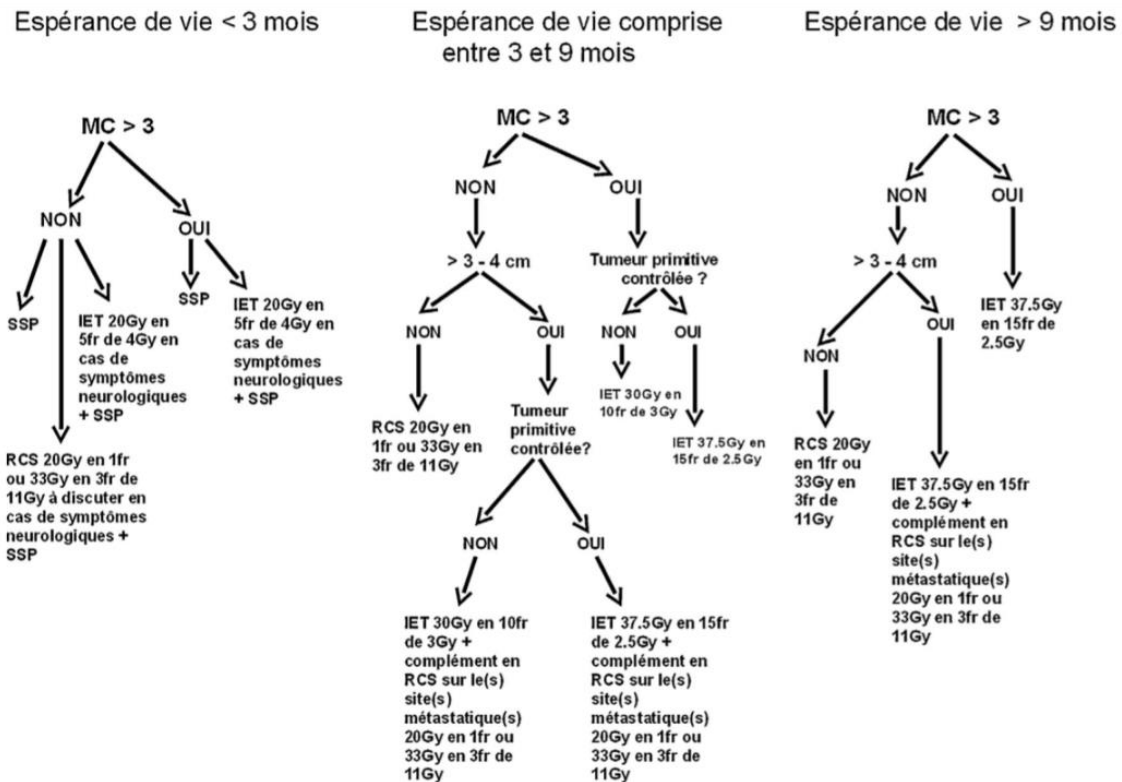 Espérance de vie < 3 mois
MC > 3
NON
OUI
SSP
IET 20Gy en
5fr de 4Gy en
cas de
symptômes
neurologiques
+ SSP
RCS 20Gy en 1fr
ou 33Gy en 3fr de
11Gy à discuter en
cas de symptômes
neurologiques +
SSP
SSP
IET 20Gy en
5fr de 4Gy en
cas de
symptômes
neurologiques
+ SSP
Espérance de vie comprise
entre 3 et 9 mois
MC > 3
NON
OUI
> 3 - 4 cm
NON
OUI
RCS 20Gy en
1fr ou 33Gy en
3fr de 11Gy
Tumeur
primitive
contrôlée?
NON
OUI
IET 30Gy en 10fr
de 3Gy +
complément en
RCS sur le(s)
site(s)
métastatique(s)
20Gy en 1fr ou
33Gy en 3fr de
11Gy
IET 37.5Gy en 15fr
de 2.5Gy +
complément en
RCS sur le(s)
site(s)
métastatique(s)
20Gy en 1fr ou
33Gy en 3fr de
11Gy
Tumeur primitive
contrôlée ?
NON
OUI
IET 30Gy en
10fr de 3Gy
IET 37.5Gy en
15fr de 2.5Gy
Espérance de vie > 9 mois
MC > 3
NON
OUI
> 3 - 4 cm
NON
OUI
RCS 20Gy
en 1fr ou
33Gy en
3fr de
11Gy
IET 37.5Gy en 15fr
de 2.5Gy +
complément en
RCS sur le(s)
site(s)
métastatique(s)
20Gy en 1fr ou
33Gy en 3fr de
11Gy
IET 37.5Gy
en 15fr de
2.5Gy